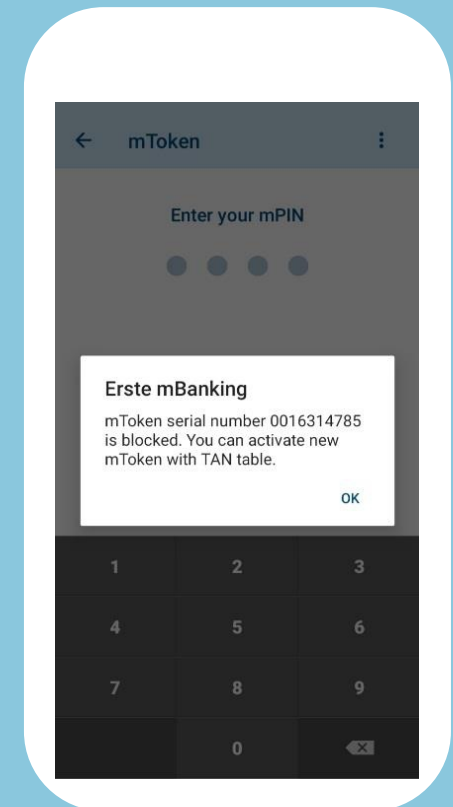 mToken
Enter your mPIN
Erste mBanking
mToken serial number 0016314785
is blocked. You can activate new
mToken with TAN table.
OK
1 2 3
4 5 6
7 8 9
0